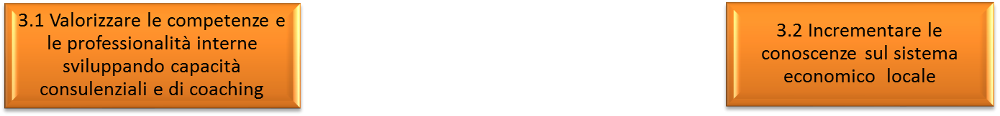 3.1 Valorizzare le competenze e
le professionalità interne
sviluppando capacità
consulenziali e di coaching
3.2 Incrementare le
conoscenze sul sistema
economico locale